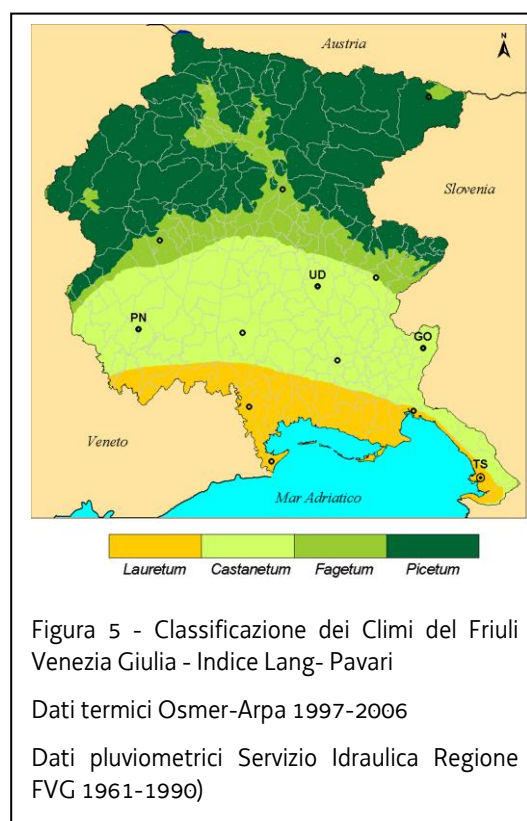 Austria
N
Slovenia
UD
PN
GO
Veneto
TS
Mar Adriatico
Lauretum Castanetum Fagetum Picetum
Figura 5 - Classificazione dei Climi del Friuli
Venezia Giulia - Indice Lang- Pavari
Dati termici Osmer-Arpa 1997-2006
Dati pluviometrici Servizio Idraulica Regione
FVG 1961-1990)